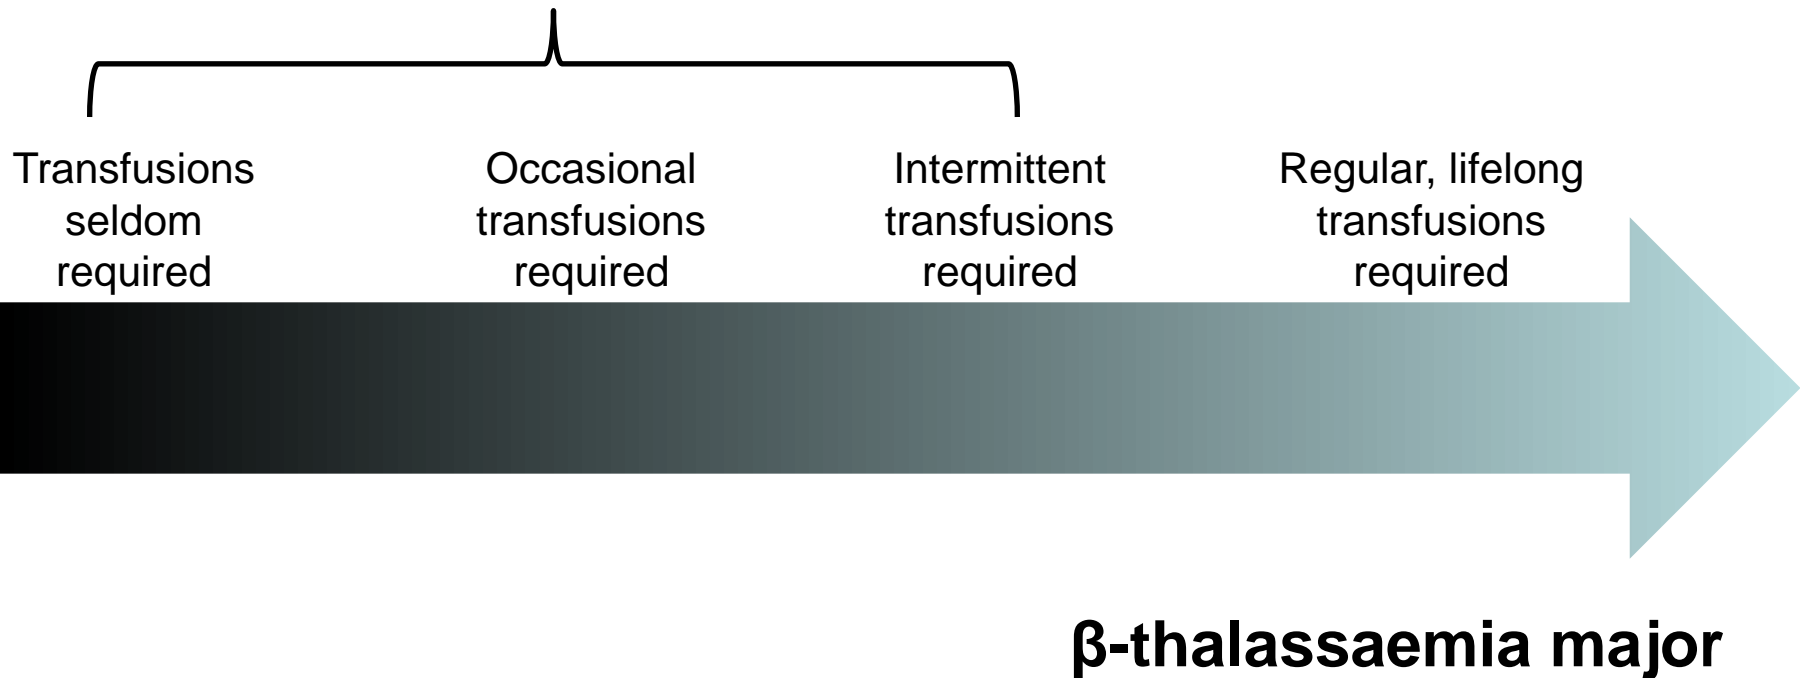 Transfusions
seldom
required
Occasional
transfusions
required
Intermittent
transfusions
required
Regular, lifelong
transfusions
required
β-thalassaemia major